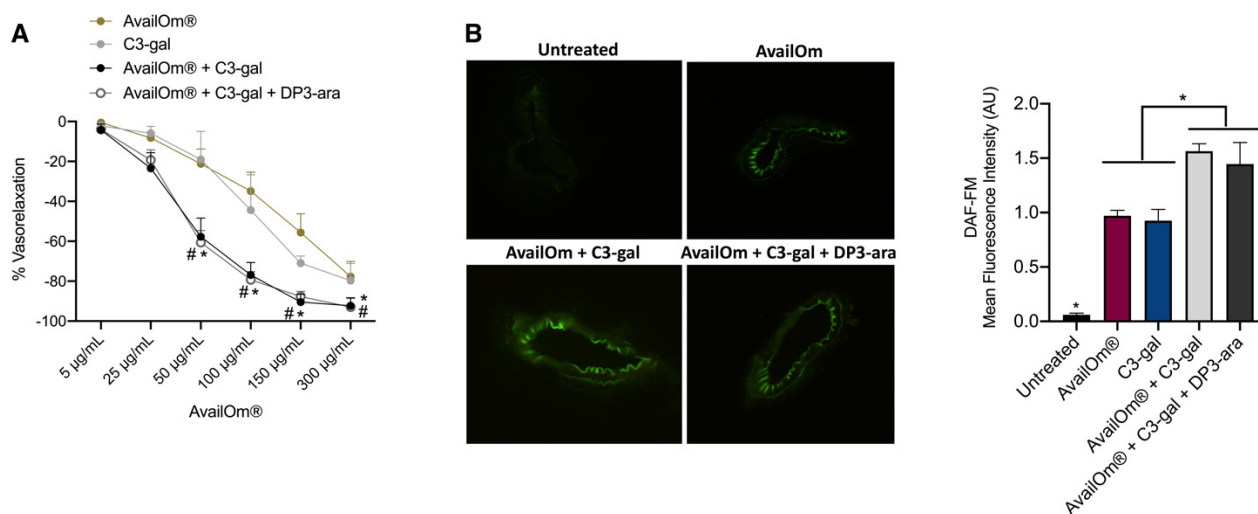 A
AvailOm®
C3-gal
AvailOm® + C3-gal
AvailOm® + C3-gal + DP3-ara
% Vasorelaxation
0
-20
-40
-60
-80
-100
# *
# *
# *
*
#
5 µg/mL
25 µg/mL
50 µg/mL
100 µg/mL
150 µg/mL
300 µg/mL
AvailOm®
B
Untreated
AvailOm
AvailOm + C3-gal
AvailOm + C3-gal + DP3-ara
DAF-FM
Mean Fluorescence Intensity (AU)
2.0
1.5
1.0
0.5
0.0
*
*
Untreated
AvailOm®
C3-gal
AvailOm® + C3-gal
AvailOm® + C3-gal + DP3-ara